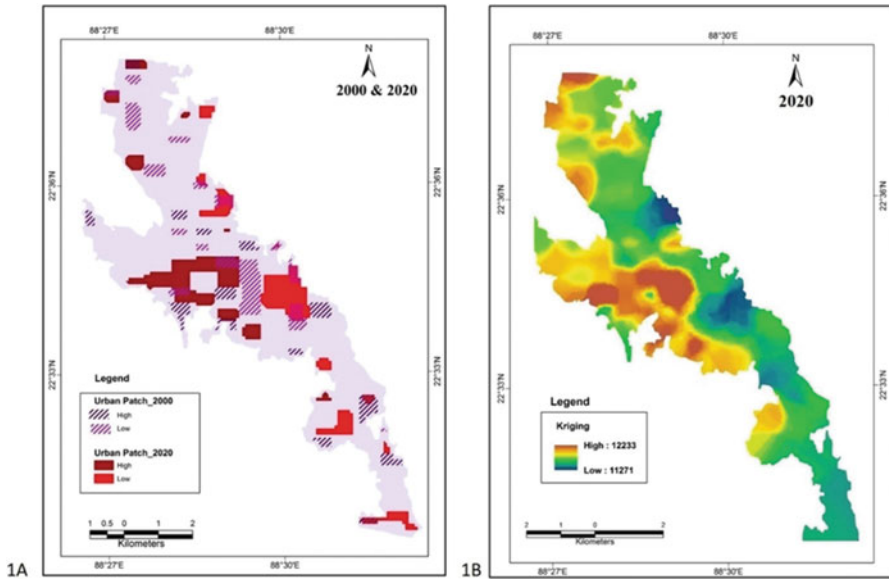 88°27'E 88°30'E
N
2000 & 2020
22°36'N 22°36'N
22°33'N 22°33'N
Legend
Urban Patch_2000
High
Low
Urban Patch_2020
High
Low
1 0.5 0 1 2
Kilometers
88°27'E 88°30'E
1A
88°27'E 88°30'E
N
2020
22°36'N 22°36'N
22°33'N 22°33'N
Legend
Kriging
High : 12233
Low : 11271
2 1 0 2
Kilometers
88°27'E 88°30'E
1B